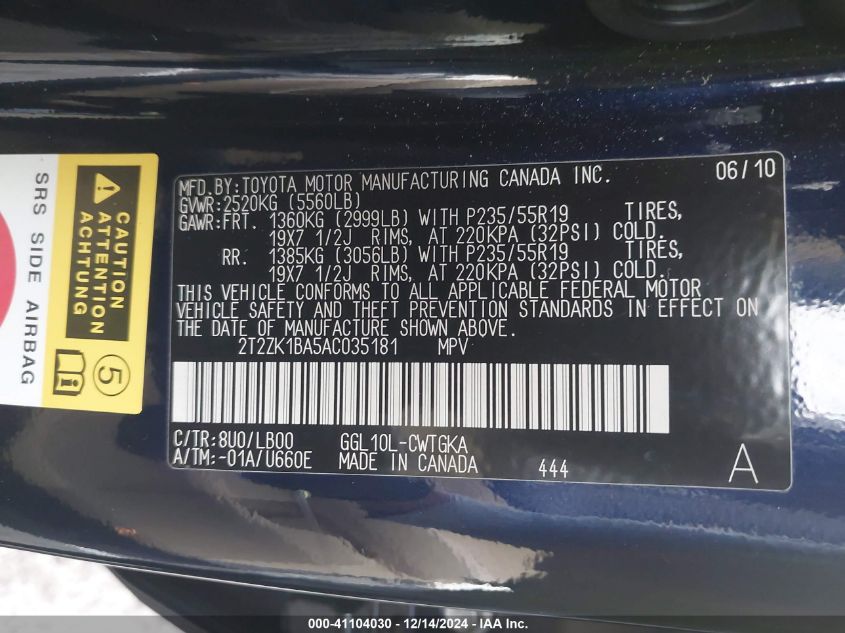 MFD.BY:TOYOTA MOTOR MANUFACTURING CANADA INC. 06/10
GVWR:2520KG (5560LB)
GAWR:FRT. 1360KG (2999LB) WITH P235/55R19 TIRES,
19X7 1/2J RIMS, AT 220KPA (32PSI) COLD.
RR. 1385KG (3056LB) WITH P235/55R19 TIRES,
19X7 1/2J RIMS, AT 220KPA (32PSI) COLD.
THIS VEHICLE CONFORMS TO ALL APPLICABLE FEDERAL MOTOR
VEHICLE SAFETY AND THEFT PREVENTION STANDARDS IN EFFECT ON
THE DATE OF MANUFACTURE SHOWN ABOVE.
2T2ZK1BA5AC035181 MPV
C/TR:8U0/LB00 GGL10L-CWTGKA
A/TM:-01A/U660E MADE IN CANADA 444 A
SRS SIDE AIRBAG
CAUTION
ATTENTION
ACHTUNG
5
000-41104030 - 12/14/2024 - IAA Inc.